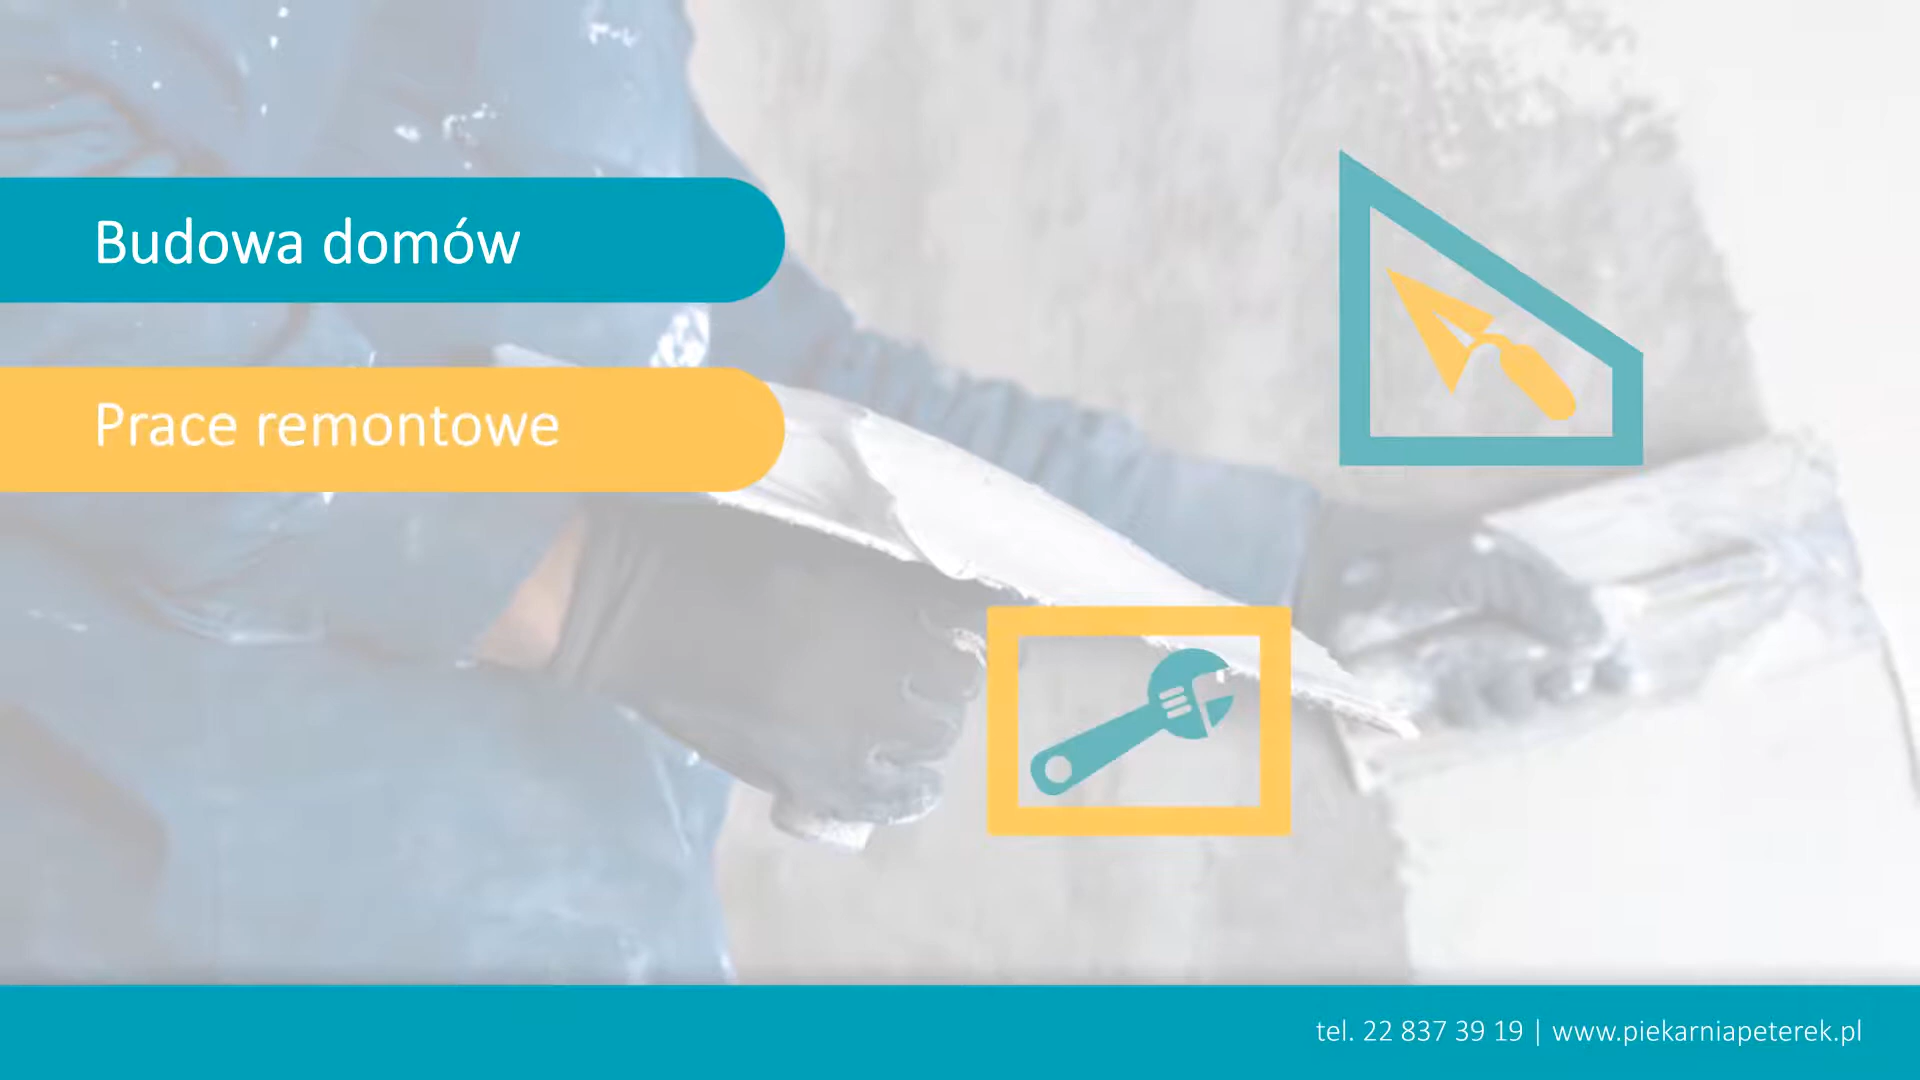 Budowa domów
Prace remontowe
tel. 22 837 39 19 | www.piekarniapeterek.pl